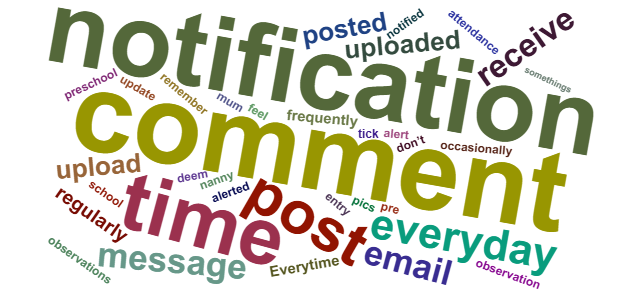 notification
posted
notified
attendance
receive
uploaded
somethings
preschool
update
remember
mum
feel
frequently
comment
tick
alert
don't
occasionally
upload
deem
nanny
alerted
school
regularly
time
post
entry
pics
pre
everyday
email
message
Everytime
observations
observation